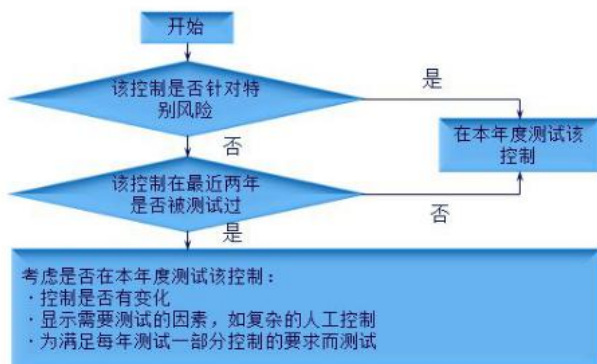 开始
该控制是否针对特
别风险
是
否
在本年度测试该
控制
该控制在最近两年
是否被测试过
否
是
考虑是否在本年度测试该控制：
·控制是否有变化
·显示需要测试的因素，如复杂的人工控制
·为满足每年测试一部分控制的要求而测试